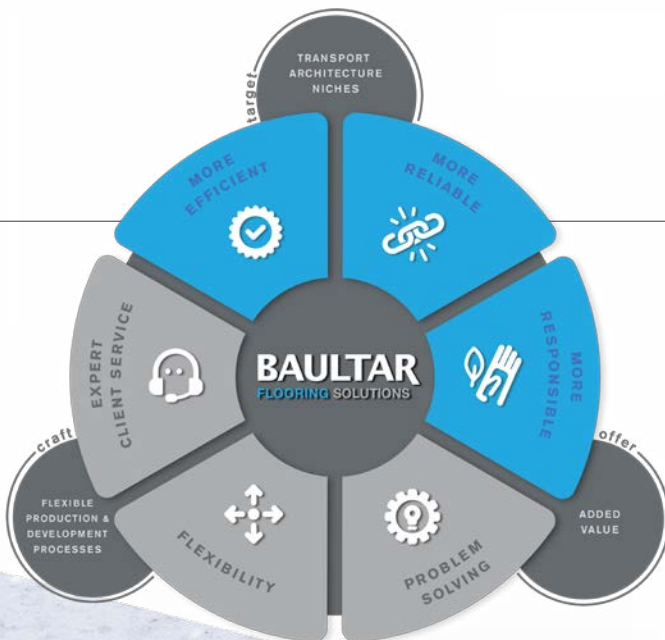 target
TRANSPORT
ARCHITECTURE
NICHES
MORE
EFFICIENT
MORE
RELIABLE
MORE
RESPONSIBLE
EXPERT
CLIENT SERVICE
BAULTAR
FLOORING SOLUTIONS
craft
FLEXIBLE
PRODUCTION &
DEVELOPMENT
PROCESSES
FLEXIBILITY
PROBLEM
SOLVING
offer
ADDED
VALUE